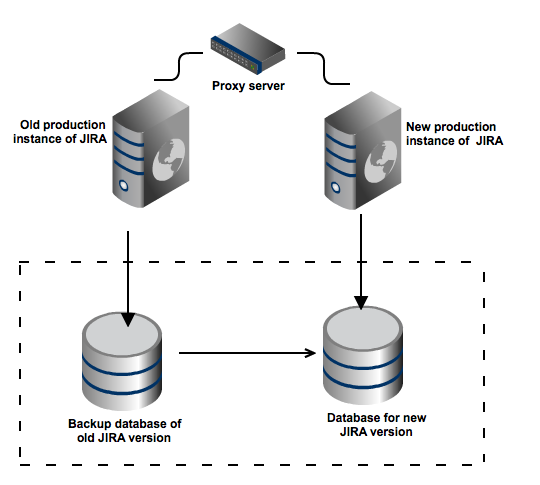 Proxy server
Old production
instance of JIRA
New production
instance of  JIRA
Backup database of
old JIRA version
Database for new
JIRA version